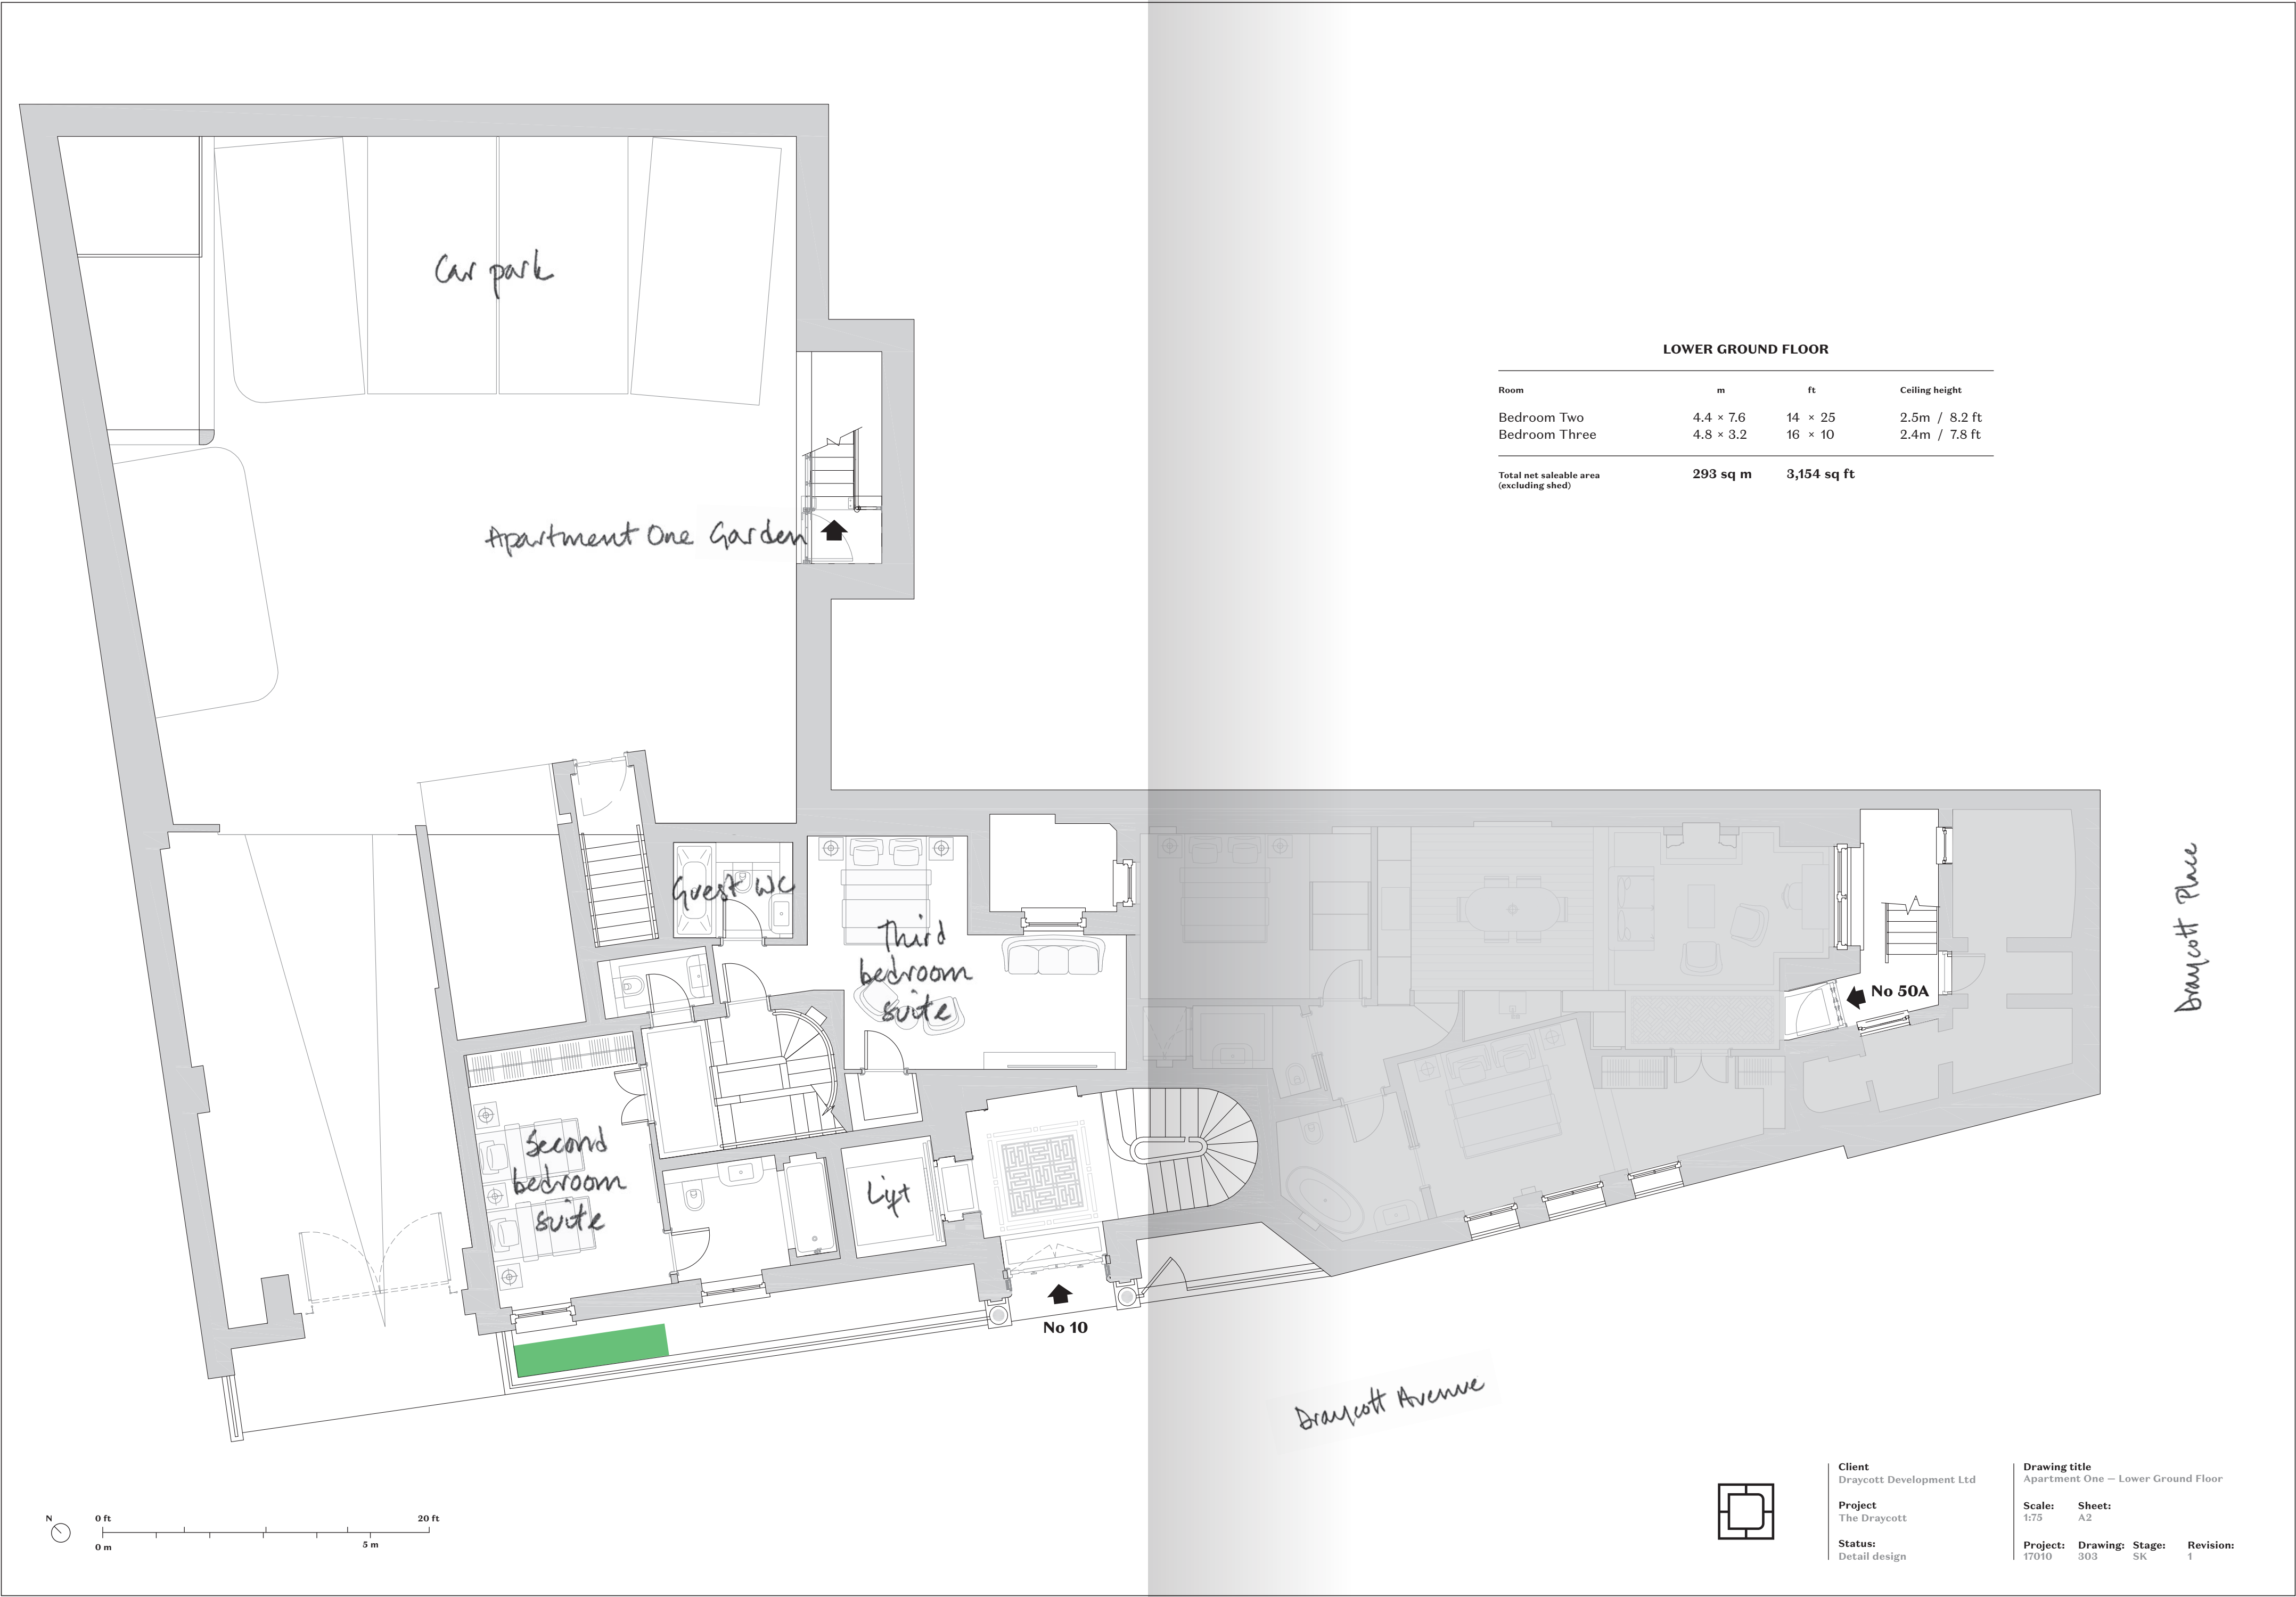 Car park
LOWER GROUND FLOOR
Room m ft Ceiling height
Bedroom Two 4.4 × 7.6 14 × 25 2.5m / 8.2 ft
Bedroom Three 4.8 × 3.2 16 × 10 2.4m / 7.8 ft
Total net saleable area 293 sq m 3,154 sq ft
(excluding shed)
Apartment One Garden
Guest WC
Third
bedroom
suite
Draycott Place
No 50A
Second
bedroom
suite
Lift
No 10
Draycott Avenue
N 0 ft 20 ft
0 m 5 m
Client
Draycott Development Ltd
Project
The Draycott
Status:
Detail design
Drawing title
Apartment One — Lower Ground Floor
Scale: Sheet:
1:75 A2
Project: Drawing: Stage: Revision:
17010 303 SK 1